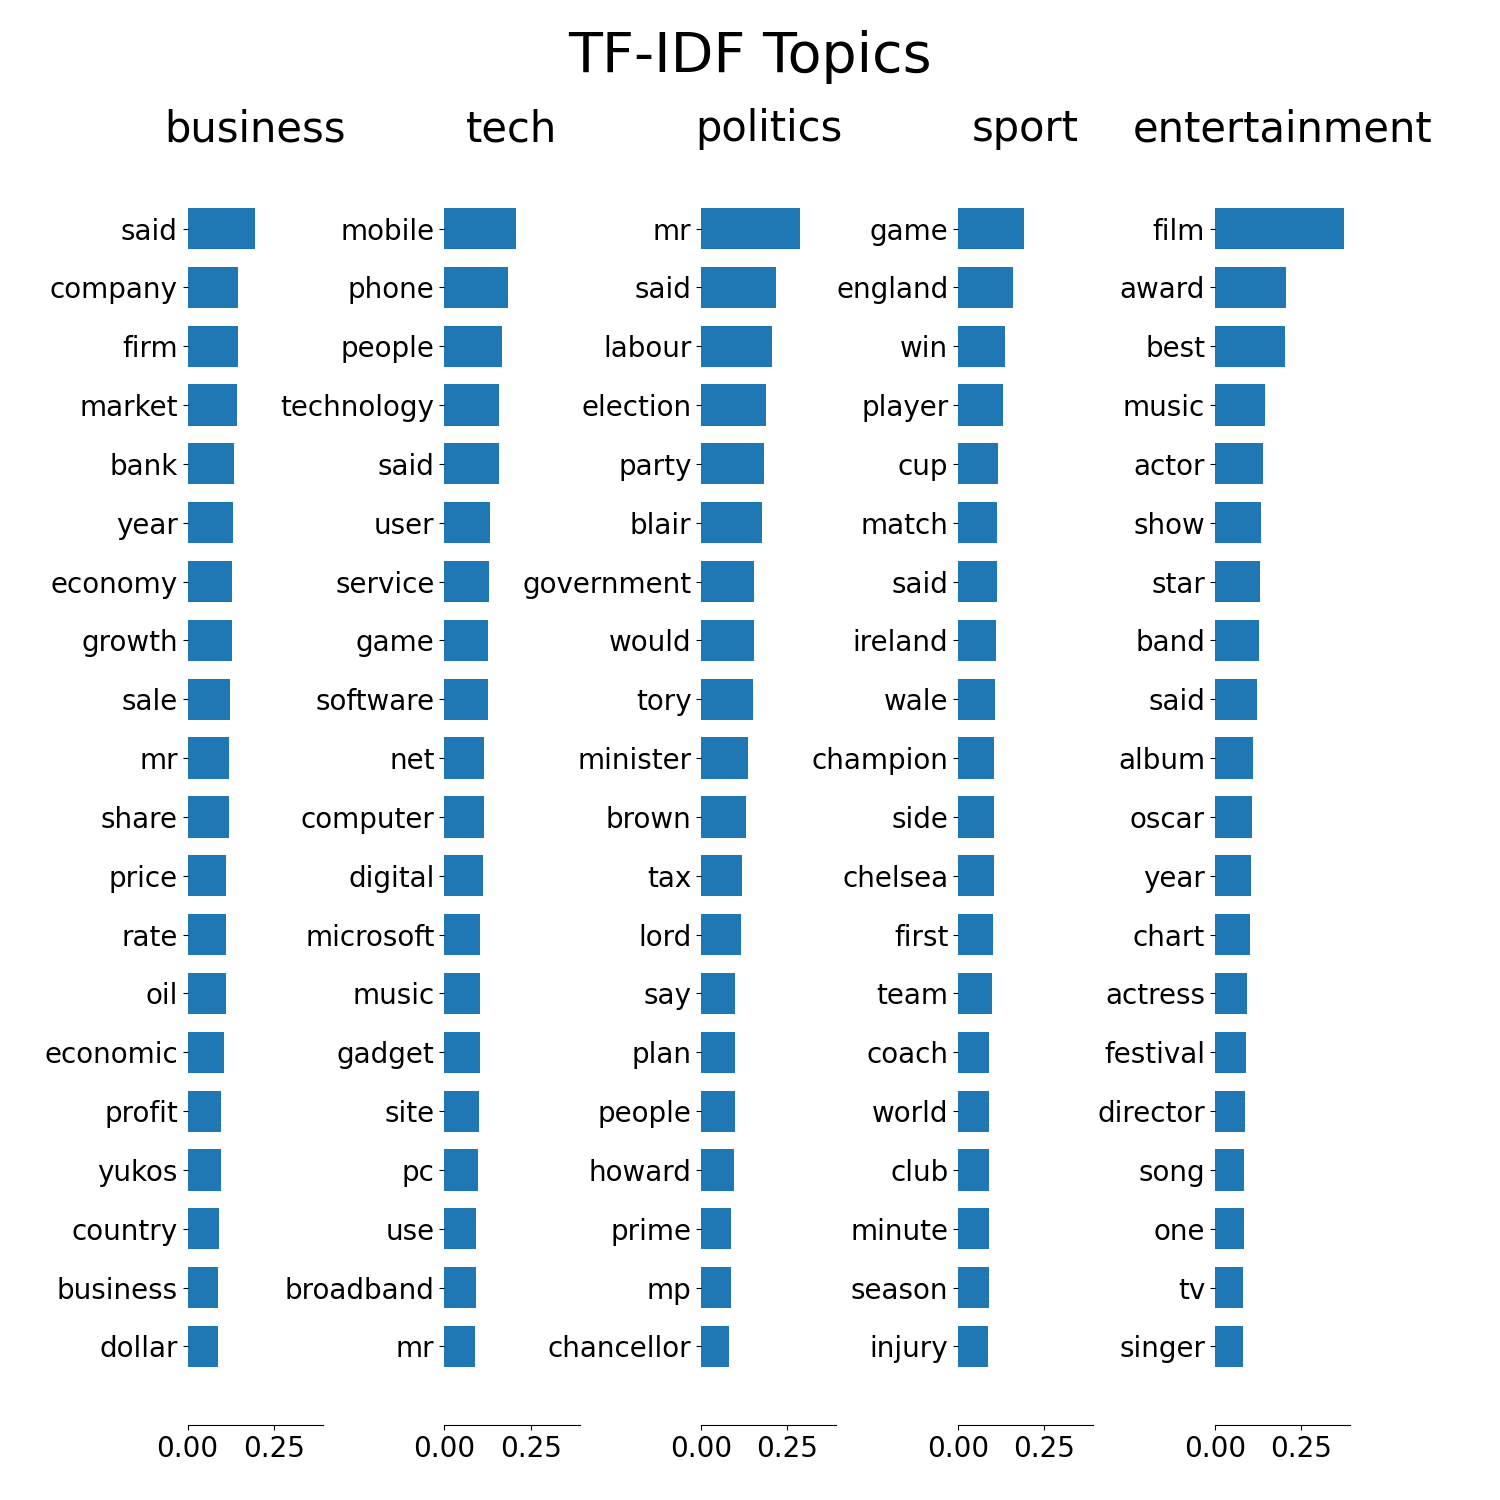 TF-IDF Topics
business
said
company
firm
market
bank
year
economy
growth
sale
mr
share
price
rate
oil
economic
profit
yukos
country
business
dollar
0.00 0.25
tech
mobile
phone
people
technology
said
user
service
game
software
net
computer
digital
microsoft
music
gadget
site
pc
use
broadband
mr
0.00 0.25
politics
mr
said
labour
election
party
blair
government
would
tory
minister
brown
tax
lord
say
plan
people
howard
prime
mp
chancellor
0.00 0.25
sport
game
england
win
player
cup
match
said
ireland
wale
champion
side
chelsea
first
team
coach
world
club
minute
season
injury
0.00 0.25
entertainment
film
award
best
music
actor
show
star
band
said
album
oscar
year
chart
actress
festival
director
song
one
tv
singer
0.00 0.25